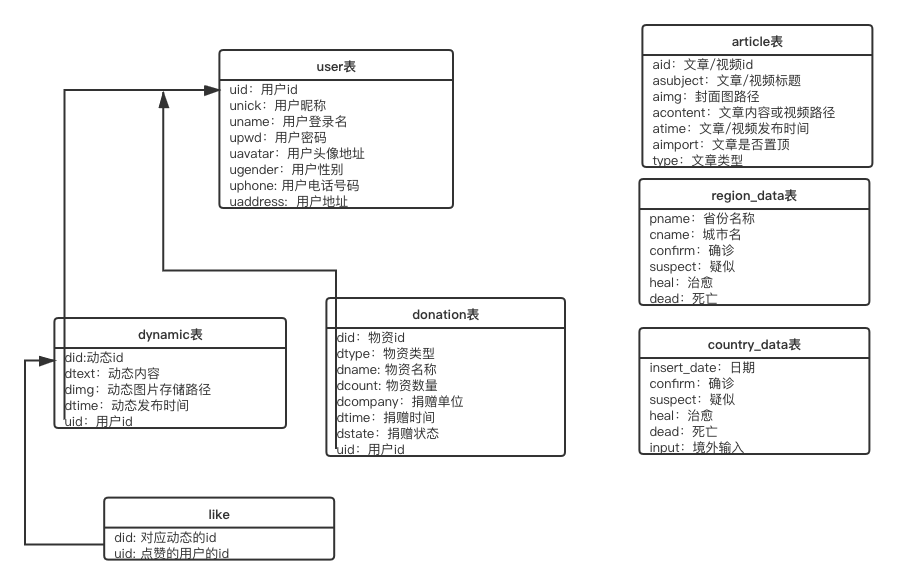 user表
uid：用户id
unick：用户昵称
uname：用户登录名
upwd：用户密码
uavatar：用户头像地址
ugender：用户性别
uphone: 用户电话号码
uaddress: 用户地址
article表
aid：文章/视频id
asubject：文章/视频标题
aimg：封面图路径
acontent：文章内容或视频路径
atime：文章/视频发布时间
aimport：文章是否置顶
type：文章类型
region_data表
pname：省份名称
cname：城市名
confirm：确诊
suspect：疑似
heal：治愈
dead：死亡
dynamic表
did:动态id
dtext：动态内容
dimg：动态图片存储路径
dtime：动态发布时间
uid：用户id
donation表
did：物资id
dtype：物资类型
dname: 物资名称
dcount: 物资数量
dcompany：捐赠单位
dtime：捐赠时间
dstate：捐赠状态
uid：用户id
country_data表
insert_date：日期
confirm：确诊
suspect：疑似
heal：治愈
dead：死亡
input：境外输入
like
did: 对应动态的id
uid: 点赞的用户的id